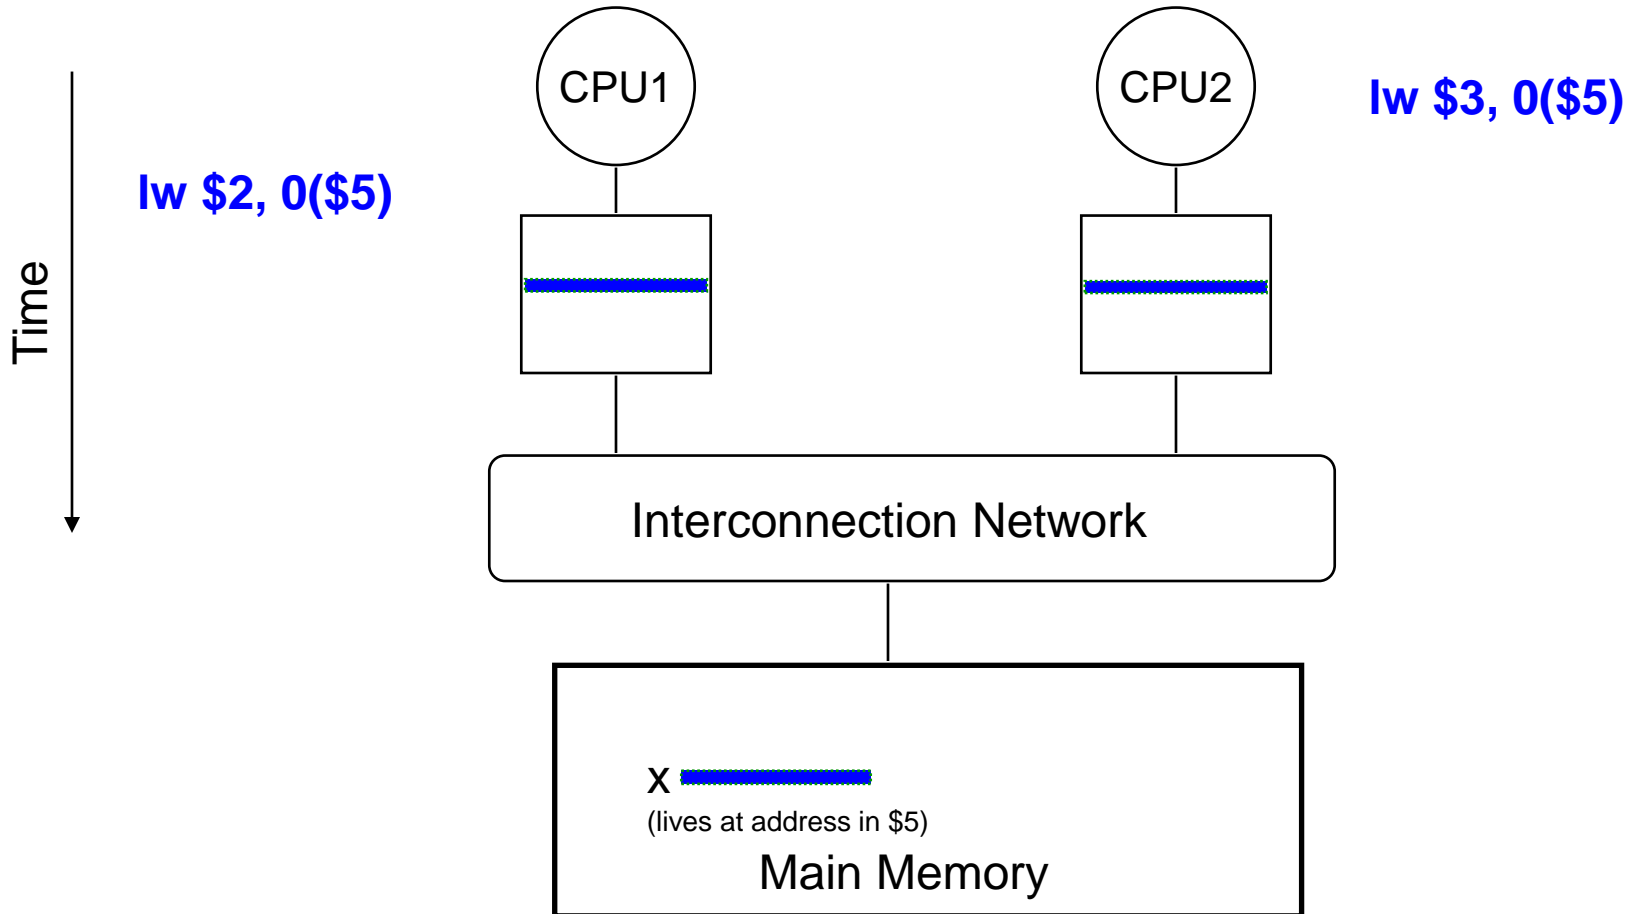 CPU1
CPU2
lw $3, 0($5)
lw $2, 0($5)
Time
Interconnection Network
x
(lives at address in $5)
Main Memory